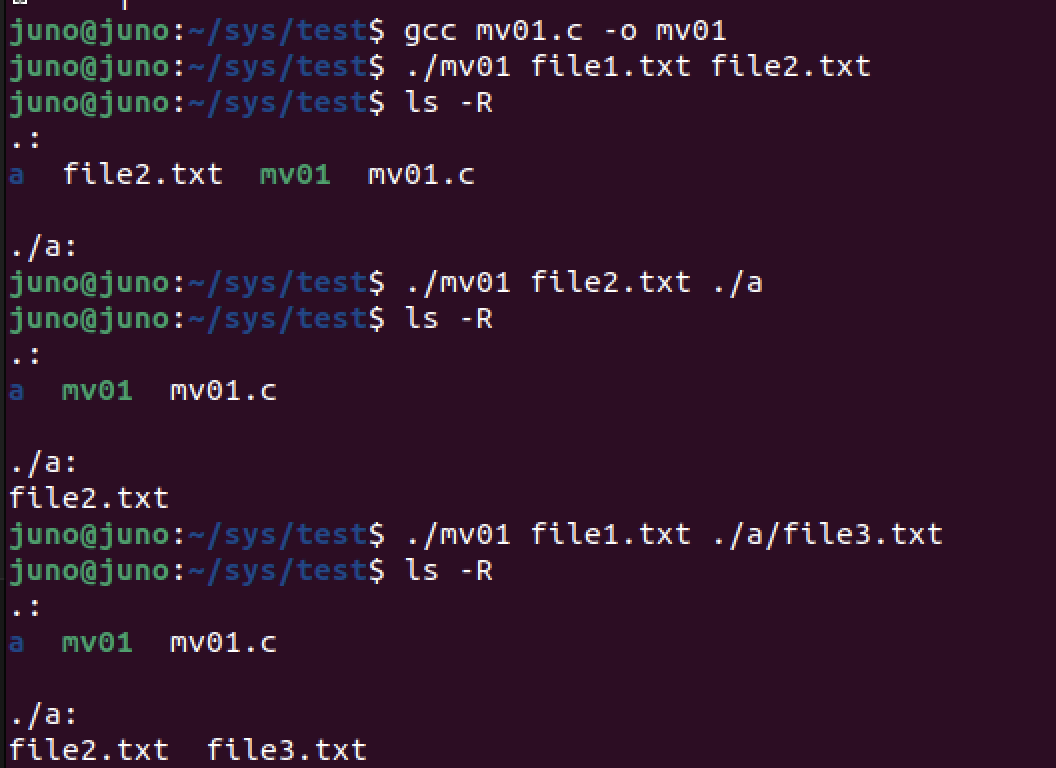 juno@juno:~/sys/test$ gcc mv01.c -o mv01
juno@juno:~/sys/test$ ./mv01 file1.txt file2.txt
juno@juno:~/sys/test$ ls -R
.:
a  file2.txt  mv01  mv01.c
./a:
juno@juno:~/sys/test$ ./mv01 file2.txt ./a
juno@juno:~/sys/test$ ls -R
.:
a  mv01  mv01.c
./a:
file2.txt
juno@juno:~/sys/test$ ./mv01 file1.txt ./a/file3.txt
juno@juno:~/sys/test$ ls -R
.:
a  mv01  mv01.c
./a:
file2.txt  file3.txt